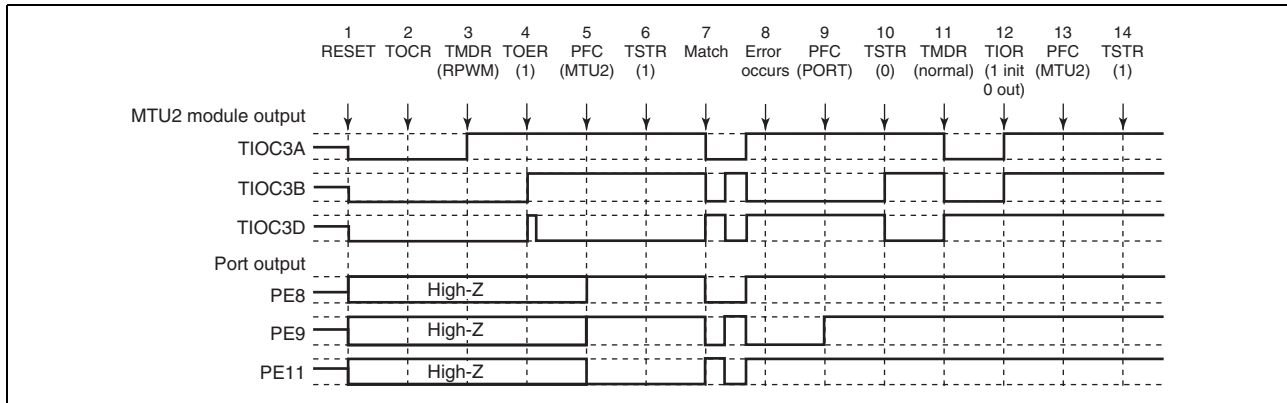 1 2 3 4 5 6 7 8 9 10 11 12 13 14
RESET TOCR TMDR TOER PFC TSTR Match Error PFC TSTR TMDR TIOR PFC TSTR
(RPWM) (1) (MTU2) (1) occurs (PORT) (0) (normal) (1 init (MTU2) (1)
0 out)
MTU2 module output
TIOC3A
TIOC3B
TIOC3D
Port output
PE8 High-Z
PE9 High-Z
PE11 High-Z